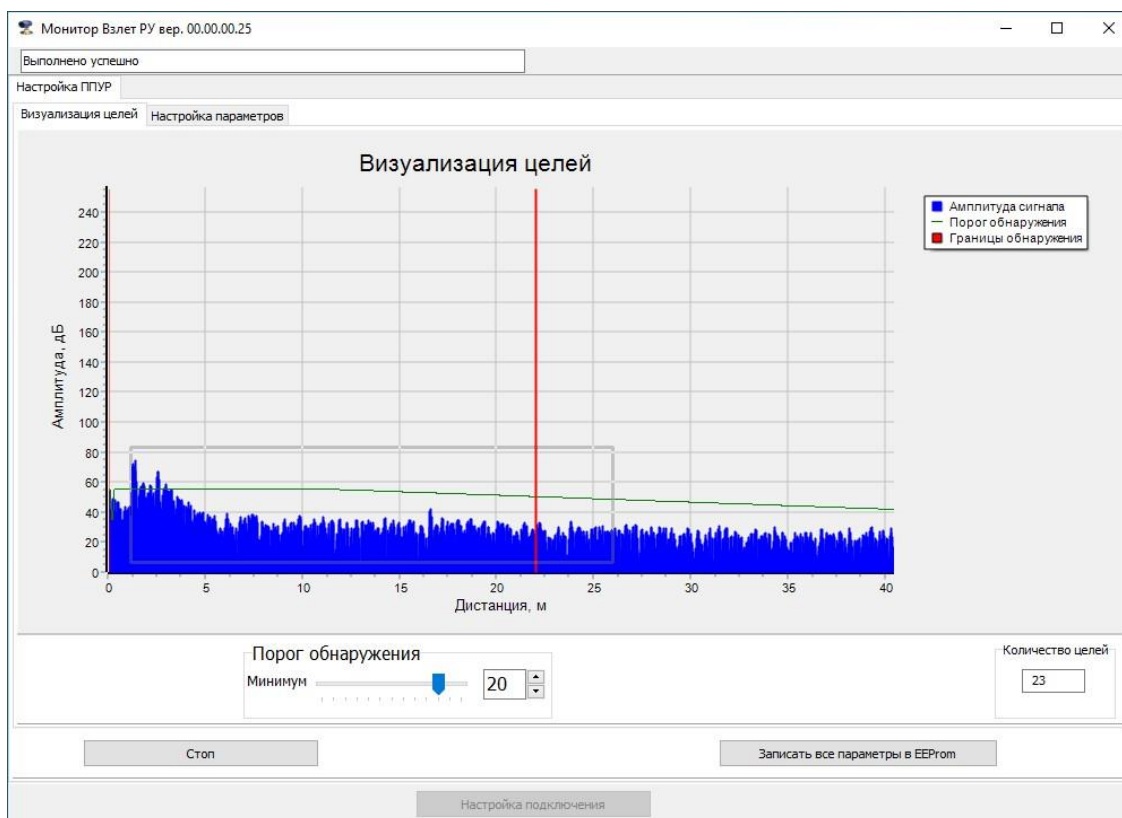 Монитор Взлет РУ вер. 00.00.00.25
Выполнено успешно
Настройка ППУР
Визуализация целей Настройка параметров
Визуализация целей
Амплитуда сигнала
Порог обнаружения
Границы обнаружения
Амплитуда, дБ
240
220
200
180
160
140
120
100
80
60
40
20
0
0 5 10 15 20 25 30 35 40
Дистанция, м
Порог обнаружения
Минимум 20
Количество целей
23
Стоп
Записать все параметры в EEProm
Настройка подключения